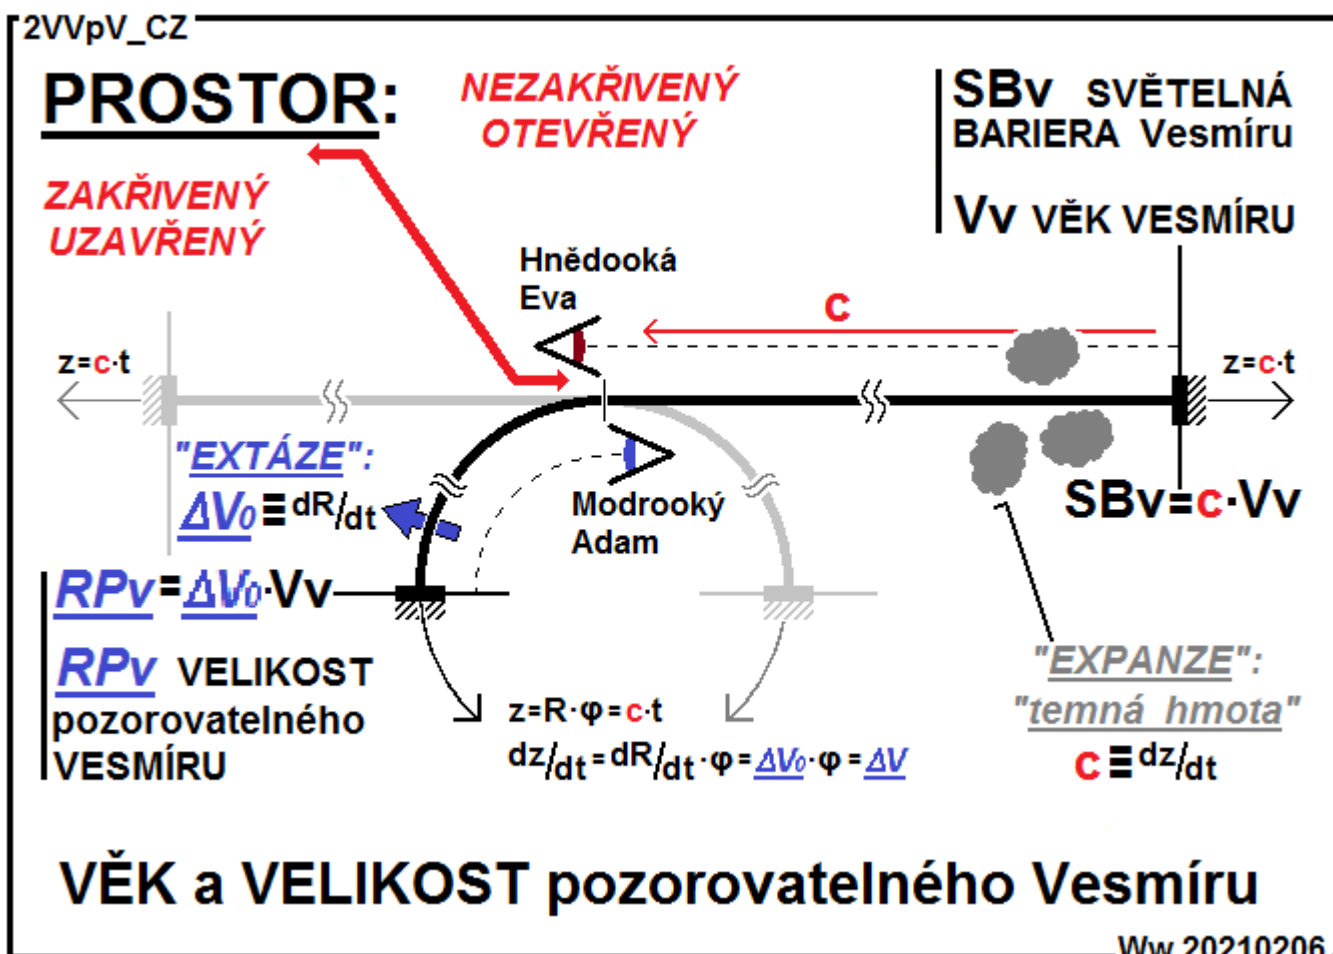 2VVpV_CZ
PROSTOR:
NEZAKŘIVENÝ
OTEVŘENÝ
SBv SVĚTELNÁ
BARIERA Vesmíru
Vv VĚK VESMÍRU
ZAKŘIVENÝ
UZAVŘENÝ
Hnědooká
Eva
c
z=c·t
z=c·t
"EXTÁZE":
ΔV₀≡dR/dt
Modrooký
Adam
SBv=c·Vv
RPv=ΔV₀·Vv
RPv VELIKOST
pozorovatelného
VESMÍRU
z=R·φ=c·t
dz/dt=dR/dt·φ=ΔV₀·φ=ΔV
"EXPANZE":
"temná hmota"
c≡dz/dt
VĚK a VELIKOST pozorovatelného Vesmíru
Ww 20210206